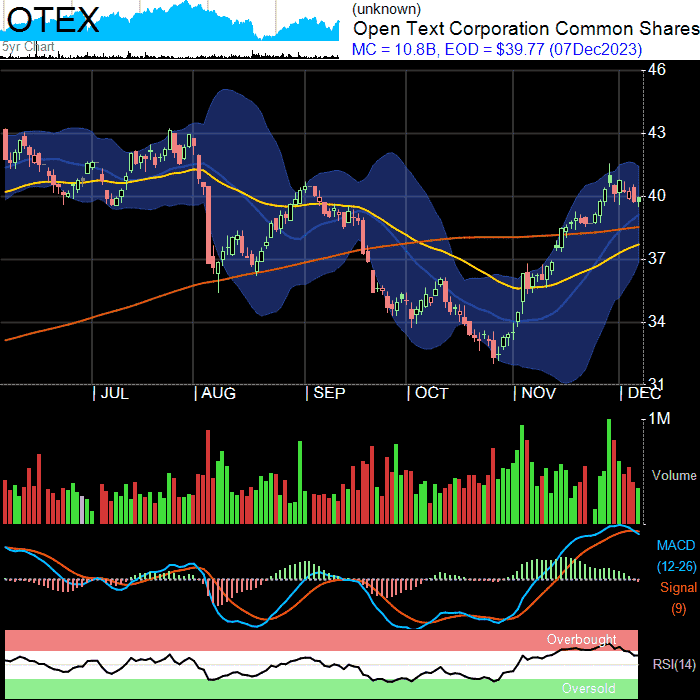 OTEX
5yr Chart
(unknown)
Open Text Corporation Common Shares
MC = 10.8B, EOD = $39.77 (07Dec2023)
46
43
40
37
34
31
JUL AUG SEP OCT NOV DEC
1M
Volume
MACD
(12-26)
Signal
(9)
Overbought
RSI(14)
Oversold